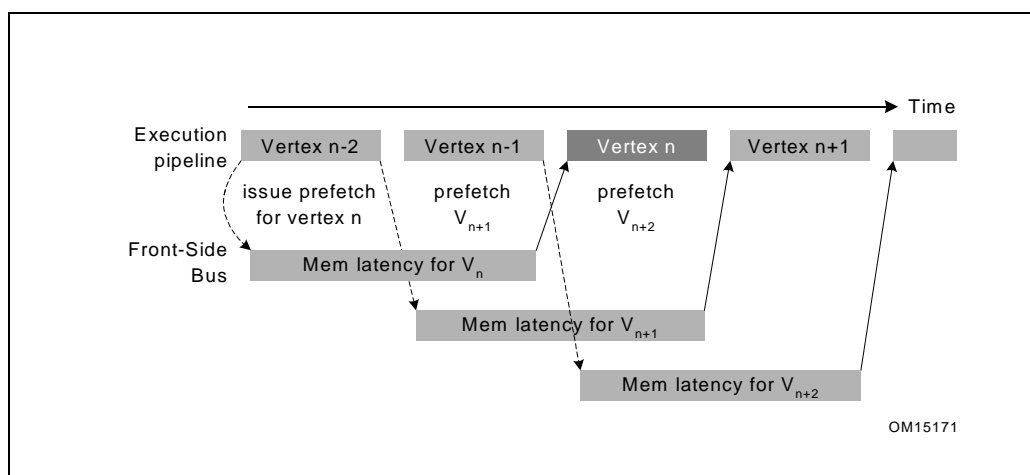 Time
Execution
pipeline
Vertex n-2
Vertex n-1
Vertex n
Vertex n+1
issue prefetch
for vertex n
prefetch
Vn+1
prefetch
Vn+2
Front-Side
Bus
Mem latency for Vn
Mem latency for Vn+1
Mem latency for Vn+2
OM15171